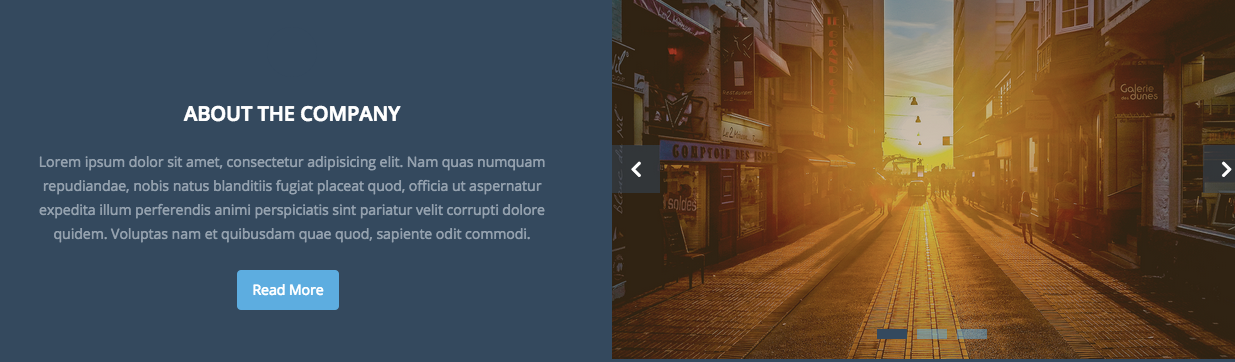 ABOUT THE COMPANY
Lorem ipsum dolor sit amet, consectetur adipisicing elit. Nam quas numquam
repudiandae, nobis natus blanditiis fugiat placeat quod, officia ut aspernatur
expedita illum perferendis animi perspiciatis sint pariatur velit corrupti dolore
quidem. Voluptas nam et quibusdam quae quod, sapiente odit commodi.
Read More
Galerie
des dunes
COMPTOIR DES
soldes